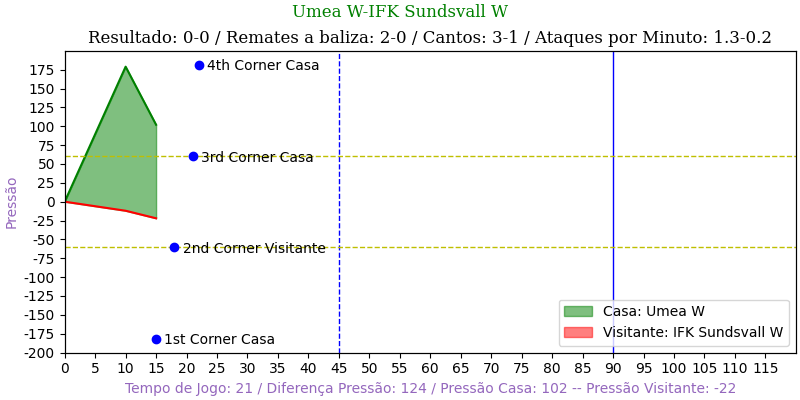 Umea W-IFK Sundsvall W
Resultado: 0-0 / Remates a baliza: 2-0 / Cantos: 3-1 / Ataques por Minuto: 1.3-0.2
Pressão
175
150
125
100
75
50
25
0
-25
-50
-75
-100
-125
-150
-175
-200
4th Corner Casa
3rd Corner Casa
2nd Corner Visitante
1st Corner Casa
Casa: Umea W
Visitante: IFK Sundsvall W
0 5 10 15 20 25 30 35 40 45 50 55 60 65 70 75 80 85 90 95 100 105 110 115
Tempo de Jogo: 21 / Diferença Pressão: 124 / Pressão Casa: 102 -- Pressão Visitante: -22